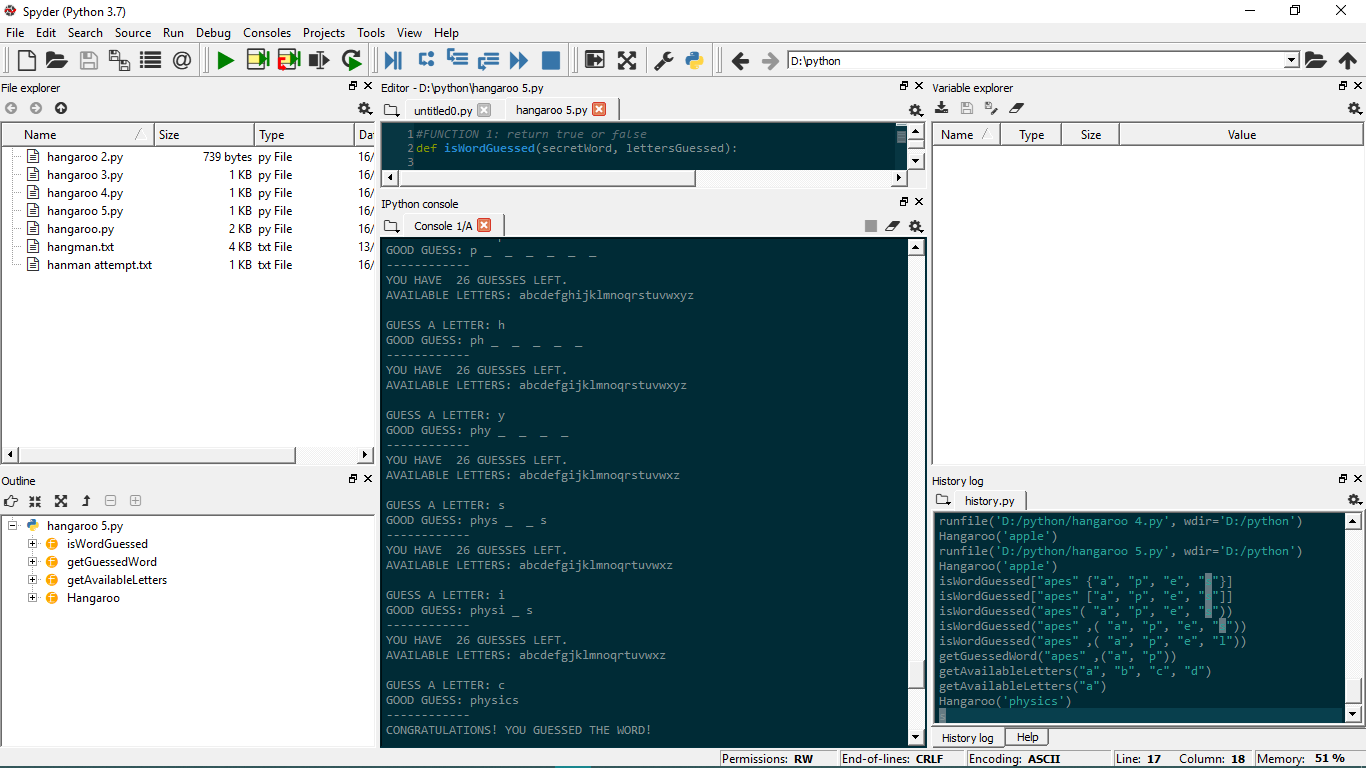 Spyder (Python 3.7)
File Edit Search Source Run Debug Consoles Projects Tools View Help
D:\python
File explorer
Name Size Type Da
hangaroo 2.py 739 bytes py File 16/
hangaroo 3.py 1 KB py File 16/
hangaroo 4.py 1 KB py File 16/
hangaroo 5.py 1 KB py File 16/
hangaroo.py 2 KB py File 16/
hangman.txt 4 KB txt File 13/
hanman attempt.txt 1 KB txt File 16/
Outline
hangaroo 5.py
isWordGuessed
getGuessedWord
getAvailableLetters
Hangaroo
Editor - D:\python\hangaroo 5.py
untitled0.py hangaroo 5.py
1 #FUNCTION 1: return true or false
2 def isWordGuessed(secretWord, lettersGuessed):
3
IPython console
Console 1/A
GOOD GUESS: p _ _ _ _ _ _
------------
YOU HAVE  26 GUESSES LEFT.
AVAILABLE LETTERS: abcdefghijklmnoqrstuvwxyz
GUESS A LETTER: h
GOOD GUESS: ph _ _ _ _ _
------------
YOU HAVE  26 GUESSES LEFT.
AVAILABLE LETTERS: abcdefgijklmnoqrstuvwxyz
GUESS A LETTER: y
GOOD GUESS: phy _ _ _ _
------------
YOU HAVE  26 GUESSES LEFT.
AVAILABLE LETTERS: abcdefgijklmnoqrstuvwxz
GUESS A LETTER: s
GOOD GUESS: phys _ _ s
------------
YOU HAVE  26 GUESSES LEFT.
AVAILABLE LETTERS: abcdefgijklmnoqrtuvwxz
GUESS A LETTER: i
GOOD GUESS: physi _ s
------------
YOU HAVE  26 GUESSES LEFT.
AVAILABLE LETTERS: abcdefgjklmnoqrtuvwxz
GUESS A LETTER: c
GOOD GUESS: physics
------------
CONGRATULATIONS! YOU GUESSED THE WORD!
Variable explorer
Name Type Size Value
History log
history.py
runfile('D:/python/hangaroo 4.py', wdir='D:/python')
Hangaroo('apple')
runfile('D:/python/hangaroo 5.py', wdir='D:/python')
Hangaroo('apple')
isWordGuessed["apes" {"a", "p", "e", " "}]
isWordGuessed["apes" ["a", "p", "e", " "]]
isWordGuessed("apes"( "a", "p", "e", " "))
isWordGuessed("apes" ,( "a", "p", "e", " "))
isWordGuessed("apes" ,( "a", "p", "e", "l"))
getGuessedWord("apes" ,("a", "p"))
getAvailableLetters("a", "b", "c", "d")
getAvailableLetters("a")
Hangaroo('physics')
History log Help
Permissions: RW End-of-lines: CRLF Encoding: ASCII Line: 17 Column: 18 Memory: 51 %